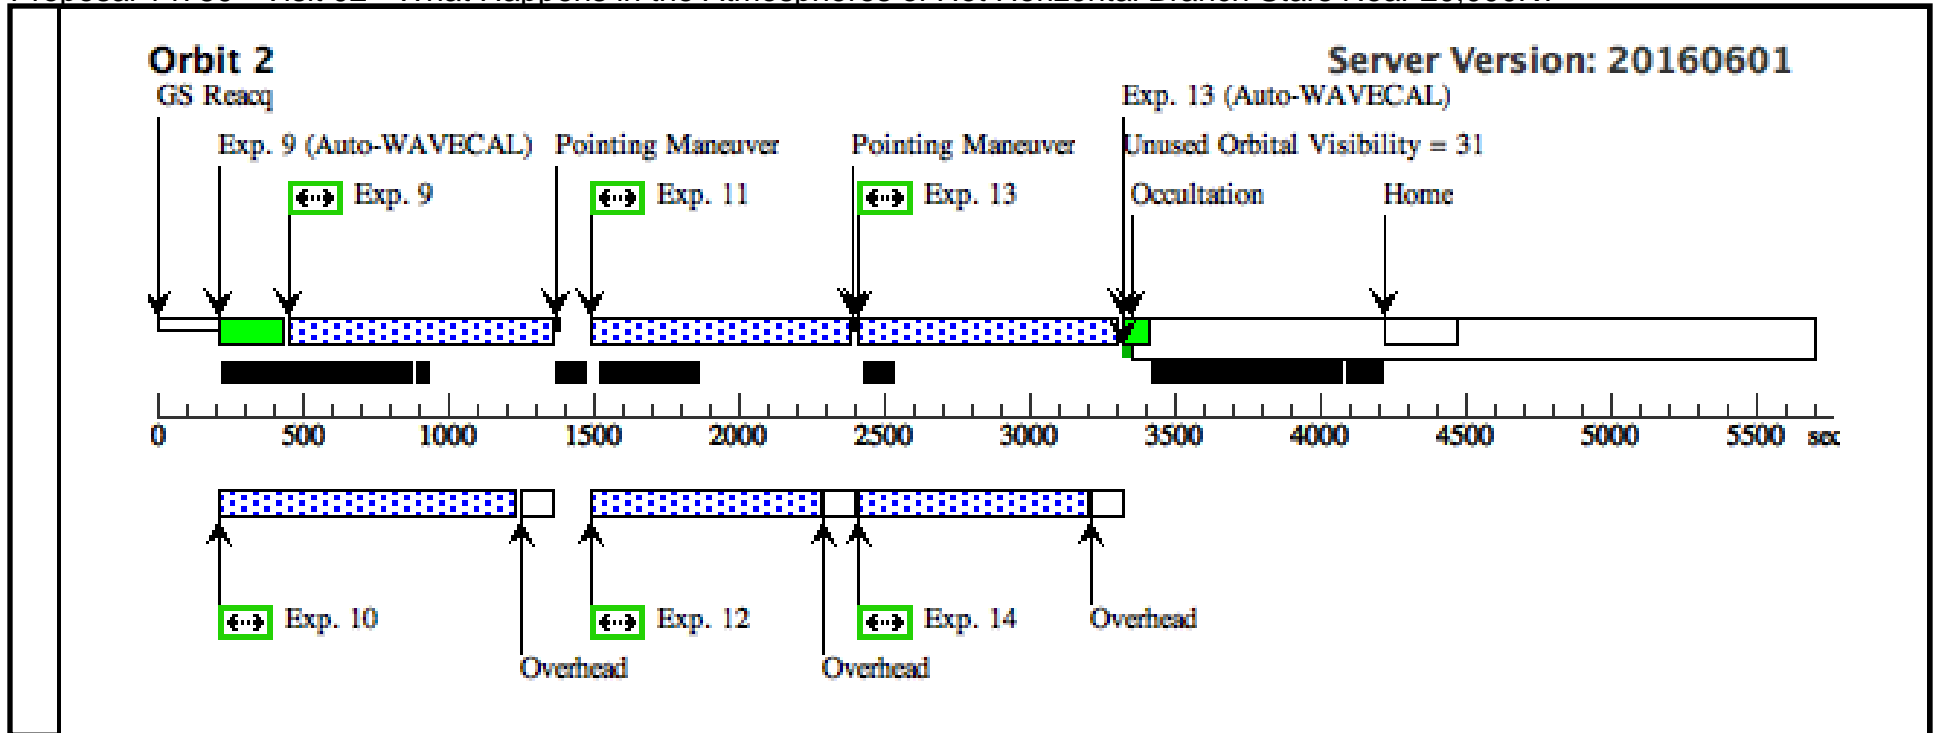 Orbit 2
Server Version: 20160601
GS Reacq
Exp. 13 (Auto-WAVECAL)
Exp. 9 (Auto-WAVECAL)
Pointing Maneuver
Pointing Maneuver
Unused Orbital Visibility = 31
Exp. 9
Exp. 11
Exp. 13
Occultation
Home
0 500 1000 1500 2000 2500 3000 3500 4000 4500 5000 5500 sec
Exp. 10
Exp. 12
Exp. 14
Overhead
Overhead
Overhead